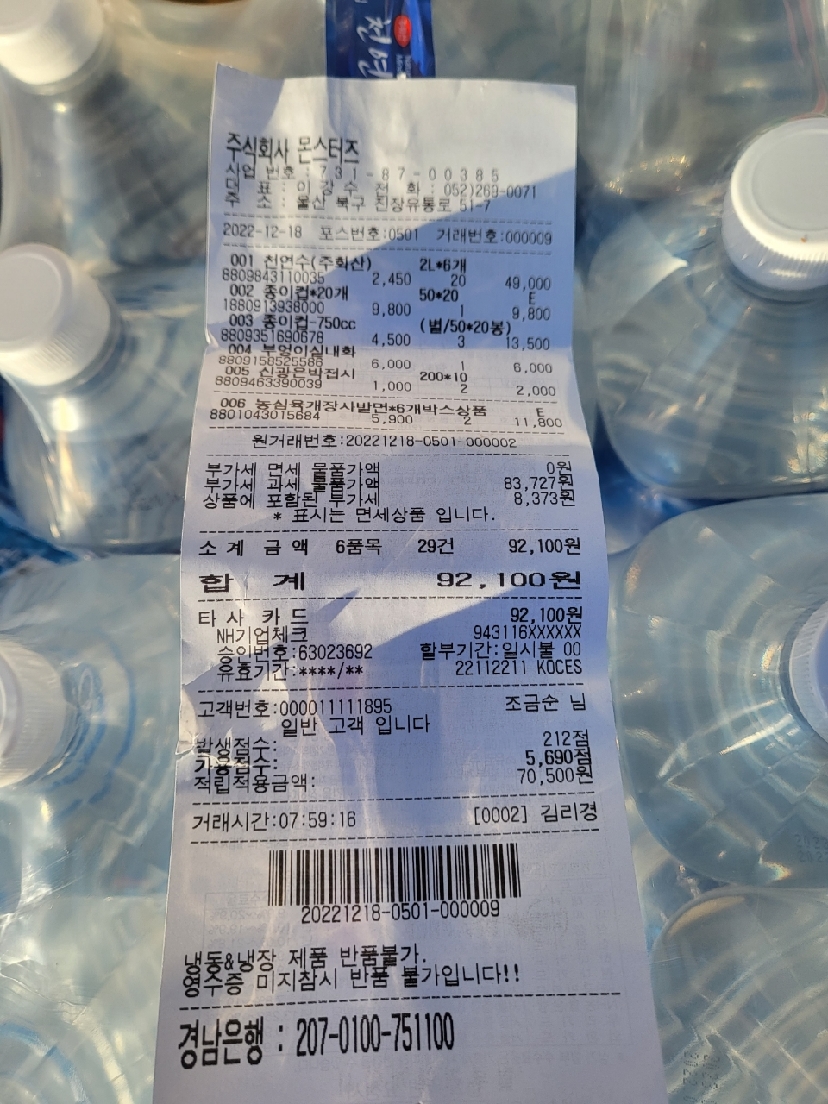 천연
주식회사 몬스터즈
사업 번호 : 731-87-00385
대 표 : 이강수 전 화 : 052)269-0071
주 소 : 울산 북구 진장유통로 51-7
2022-12-18 포스번호:0501 거래번호:000009
001 천연수(주화산) 2L*6개
8809843110035 2,450 20 49,000
002 종이컵*20개 50*20 E
1880913938000 9,800 1 9,800
003 종이컵-750cc (벌/50*20봉)
8809351690678 4,500 3 13,500
004 부엉이실내화
8809158525586 6,000 1 6,000
005 신광은박접시 200*10
8809463390039 1,000 2 2,000
006 농심육개장사발면*6개박스상품 E
8801043015684 5,900 2 11,800
원거래번호:20221218-0501-000002
부가세 면세 물품가액 0원
부가세 과세 물품가액 83,727원
상품에 포함된 부가세 8,373원
* 표시는 면세상품 입니다.
소 계 금 액 6품목 29건 92,100원
합 계 92,100원
타 사 카 드 92,100원
NH기업체크 943116XXXXXX
승인번호:63023692 할부기간:일시불 00
유효기간:****/** 22112211 KOCES
고객번호:000011111895 조금순 님
일반 고객 입니다
발생점수: 212점
가용점수: 5,690점
적립적용금액: 70,500원
거래시간:07:59:16 [0002] 김리경
20221218-0501-000009
냉동&냉장 제품 반품불가.
영수증 미지참시 반품 불가입니다!!
경남은행 : 207-0100-751100